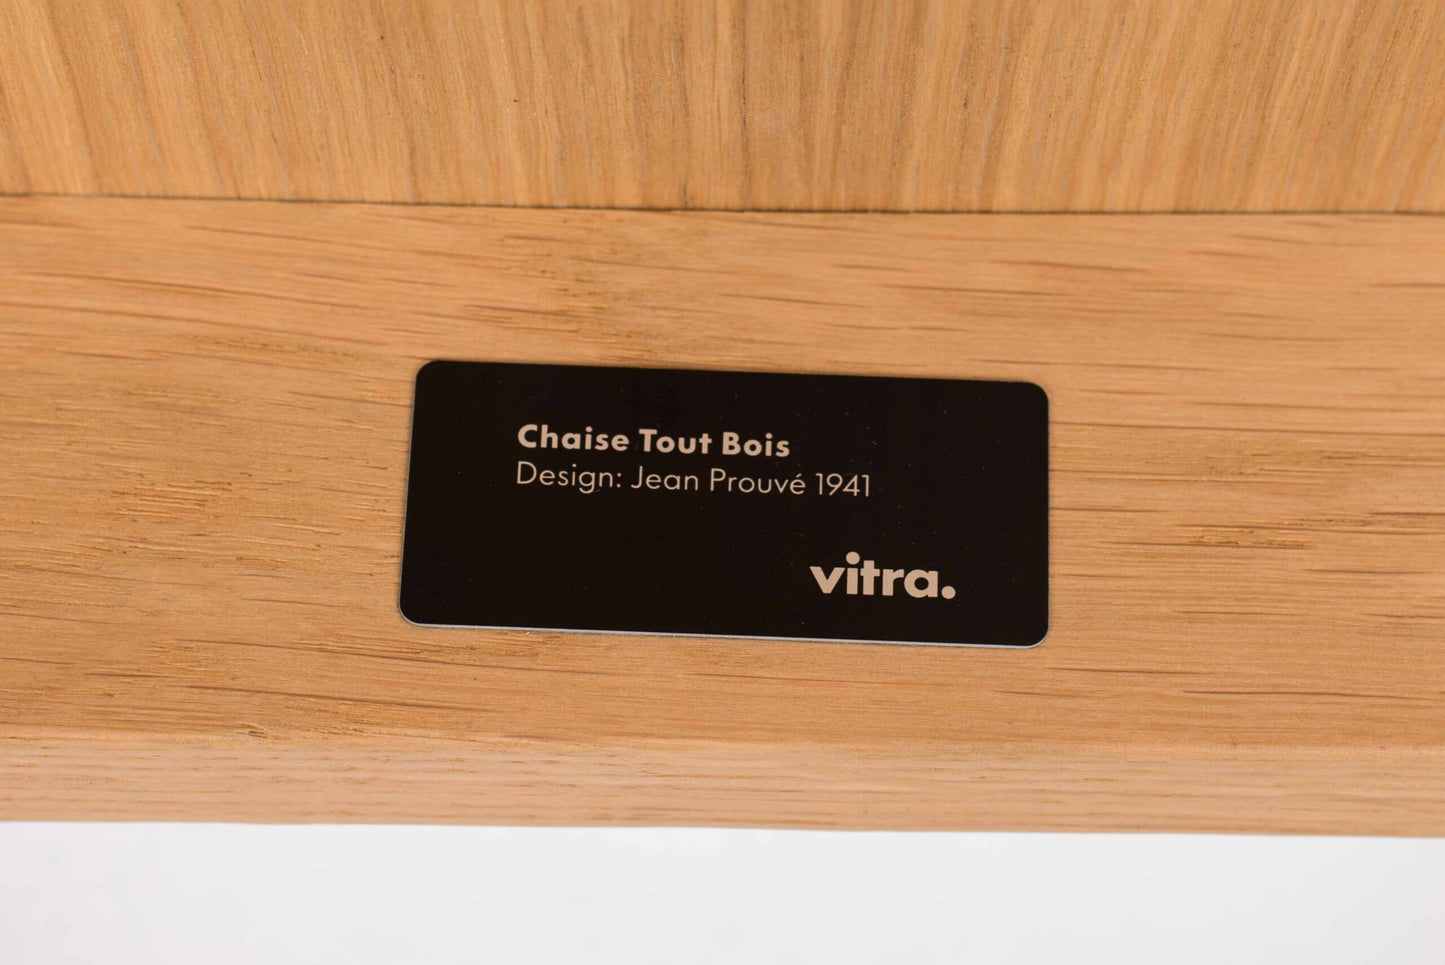 Chaise Tout Bois
Design: Jean Prouvé 1941
vitra.